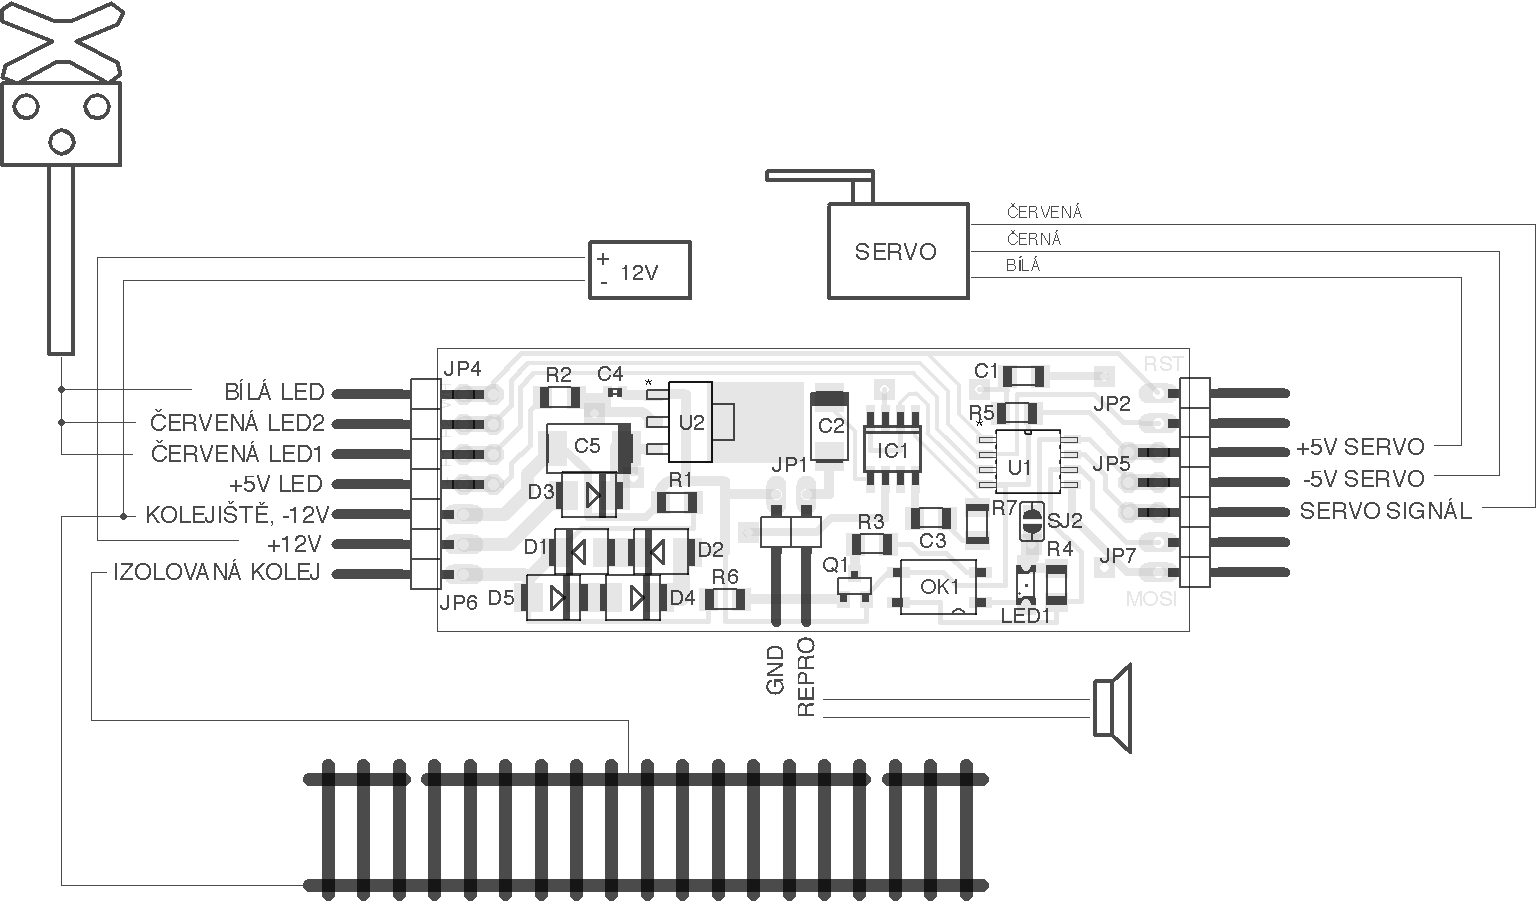 ČERVENÁ
ČERNÁ
BÍLÁ
SERVO
+
-
12V
JP4
BÍLÁ LED
ČERVENÁ LED2
ČERVENÁ LED1
+5V LED
KOLEJIŠTĚ, -12V
+12V
IZOLOVANÁ KOLEJ
JP6
R2
C4
*
U2
C5
D3
R1
D1
D2
D5
D4
R6
C2
JP1
IC1
C1
R5
*
U1
RST
JP2
JP5
R7
SJ2
C3
R3
R4
JP7
Q1
OK1
LED1
MOSI
+5V SERVO
-5V SERVO
SERVO SIGNÁL
GND
REPRO